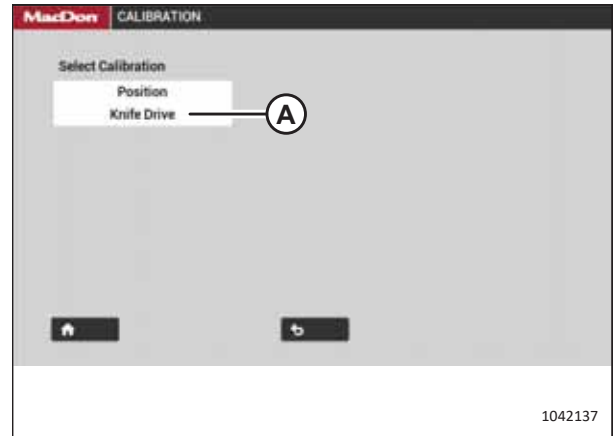 MacDon CALIBRATION
Select Calibration
Position
Knife Drive
A
1042137